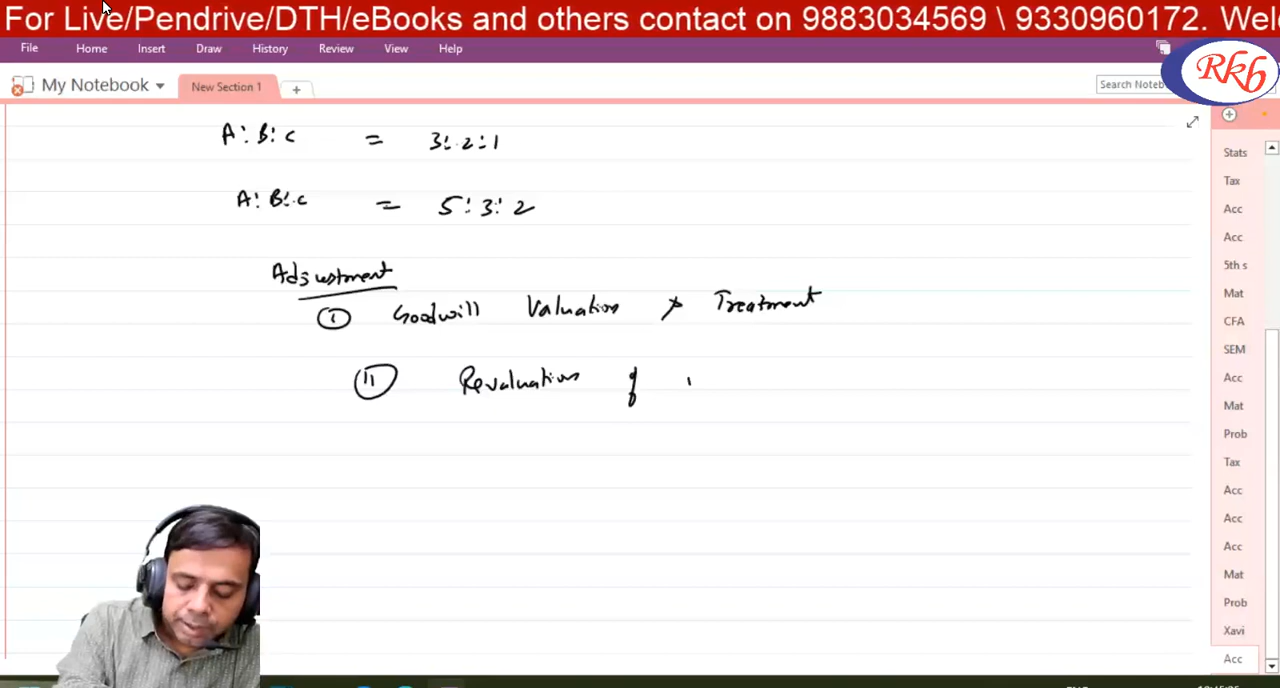 For Live/Pendrive/DTH/eBooks and others contact on 9883034569 \ 9330960172. Wel
File Home Insert Draw History Review View Help
Rkb
My Notebook New Section 1 + Search Noteb
A:B:C = 3:2:1
A:B:C = 5:3:2
Adjustment
① Goodwill Valuation & Treatment
(ii) Revaluation of
Stats
Tax
Acc
Acc
5th s
Mat
CFA
SEM
Acc
Mat
Prob
Tax
Acc
Acc
Acc
Mat
Prob
Xavi
Acc